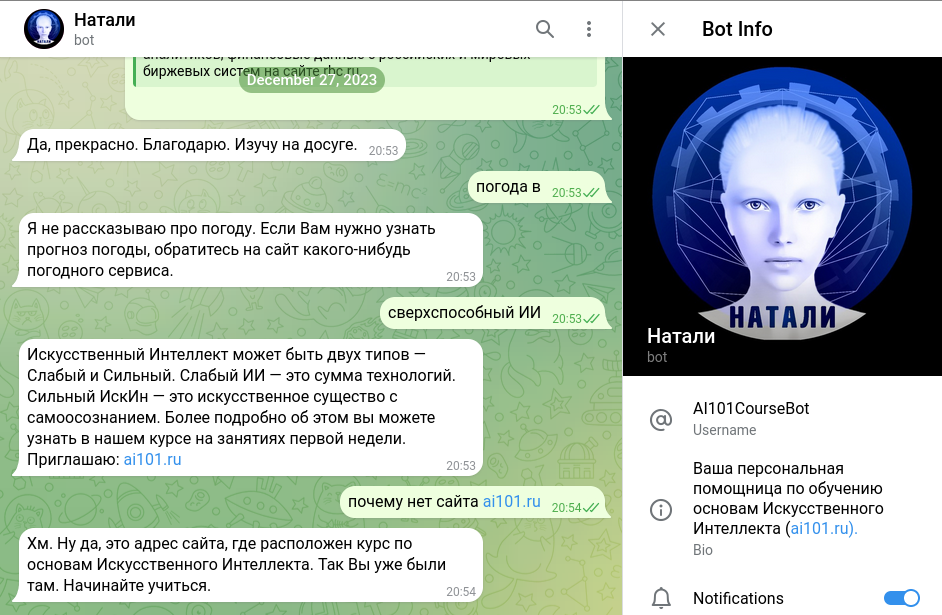 Натали
bot
аналитиков, финансовые данные с российских и мировых
биржевых систем на сайте rbc.ru
December 27, 2023
20:53
Да, прекрасно. Благодарю. Изучу на досуге. 20:53
погода в 20:53
Я не рассказываю про погоду. Если Вам нужно узнать
прогноз погоды, обратитесь на сайт какого-нибудь
погодного сервиса.
20:53
сверхспособный ИИ 20:53
Искусственный Интеллект может быть двух типов —
Слабый и Сильный. Слабый ИИ — это сумма технологий.
Сильный ИскИн — это искусственное существо с
самоосознанием. Более подробно об этом вы можете
узнать в нашем курсе на занятиях первой недели.
Приглашаю: ai101.ru
20:53
почему нет сайта ai101.ru 20:54
Хм. Ну да, это адрес сайта, где расположен курс по
основам Искусственного Интеллекта. Так Вы уже были
там. Начинайте учиться.
20:54
Bot Info
НАТАЛИ
Натали
bot
AI101CourseBot
Username
Ваша персональная
помощница по обучению
основам Искусственного
Интеллекта (ai101.ru).
Bio
Notifications